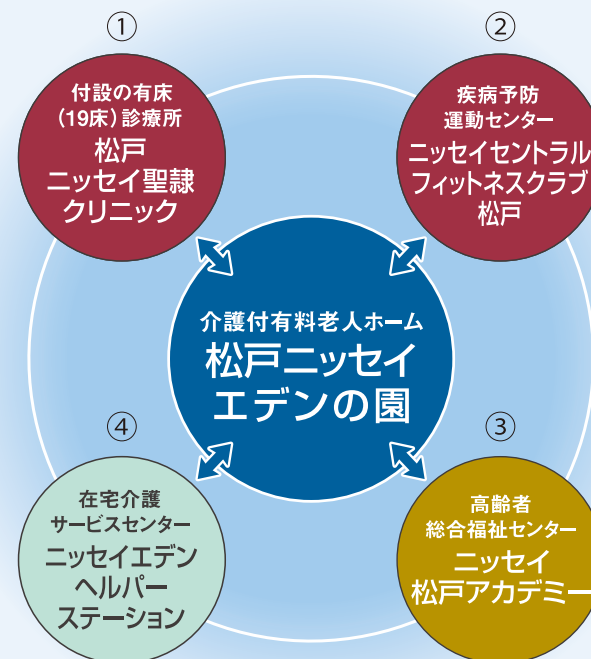 ①
付設の有床
（19床）診療所
松戸
ニッセイ聖隷
クリニック
②
疾病予防
運動センター
ニッセイセントラル
フィットネスクラブ
松戸
介護付有料老人ホーム
松戸ニッセイ
エデンの園
④
在宅介護
サービスセンター
ニッセイエデン
ヘルパー
ステーション
③
高齢者
総合福祉センター
ニッセイ
松戸アカデミー